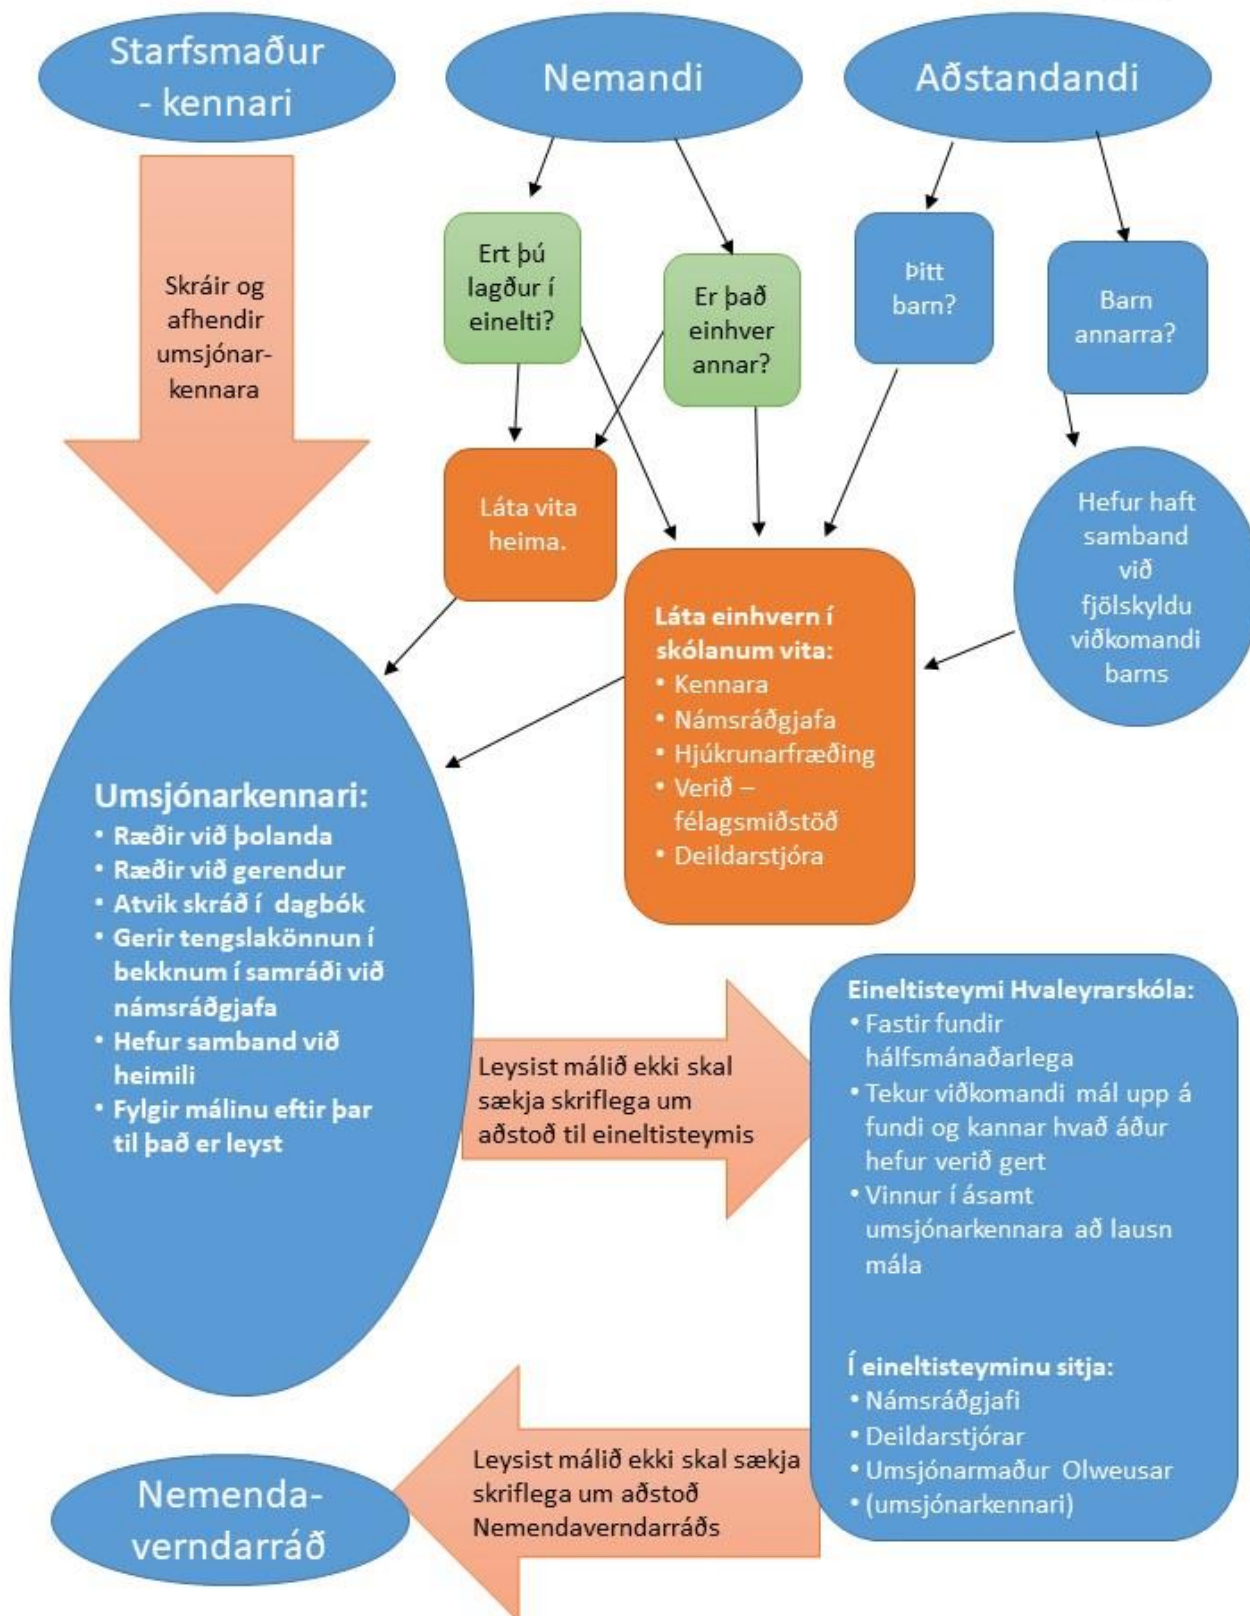 Starfsmaður
- kennari
Nemandi
Aðstandandi
Skráir og
afhendir
umsjónar-
kennara
Ert þú
lagður í
einelti?
Er það
einhver
annar?
Þitt
barn?
Barn
annarra?
Láta vita
heima.
Hefur haft
samband
við
fjölskyldu
viðkomandi
barns
Láta einhvern í
skólanum vita:
• Kennara
• Námsráðgjafa
• Hjúkrunarfræðing
• Verið –
félagsmiðstöð
• Deildarstjóra
Umsjónarkennari:
• Ræðir við þolanda
• Ræðir við gerendur
• Atvik skráð í dagbók
• Gerir tengslakönnun í
bekknum í samráði við
námsráðgjafa
• Hefur samband við
heimili
• Fylgir málinu eftir þar
til það er leyst
Leysist málið ekki skal
sækja skriflega um
aðstoð til eineltisteymis
Eineltisteymi Hvaleyrarskóla:
• Fastir fundir
hálfsmánaðarlega
• Tekur viðkomandi mál upp á
fundi og kannar hvað áður
hefur verið gert
• Vinnur í ásamt
umsjónarkennara að lausn
mála
Í eineltisteyminu sitja:
• Námsráðgjafi
• Deildarstjórar
• Umsjónarmaður Olweusar
• (umsjónarkennari)
Leysist málið ekki skal sækja
skriflega um aðstoð
Nemendaverndarráðs
Nemenda-
verndarráð